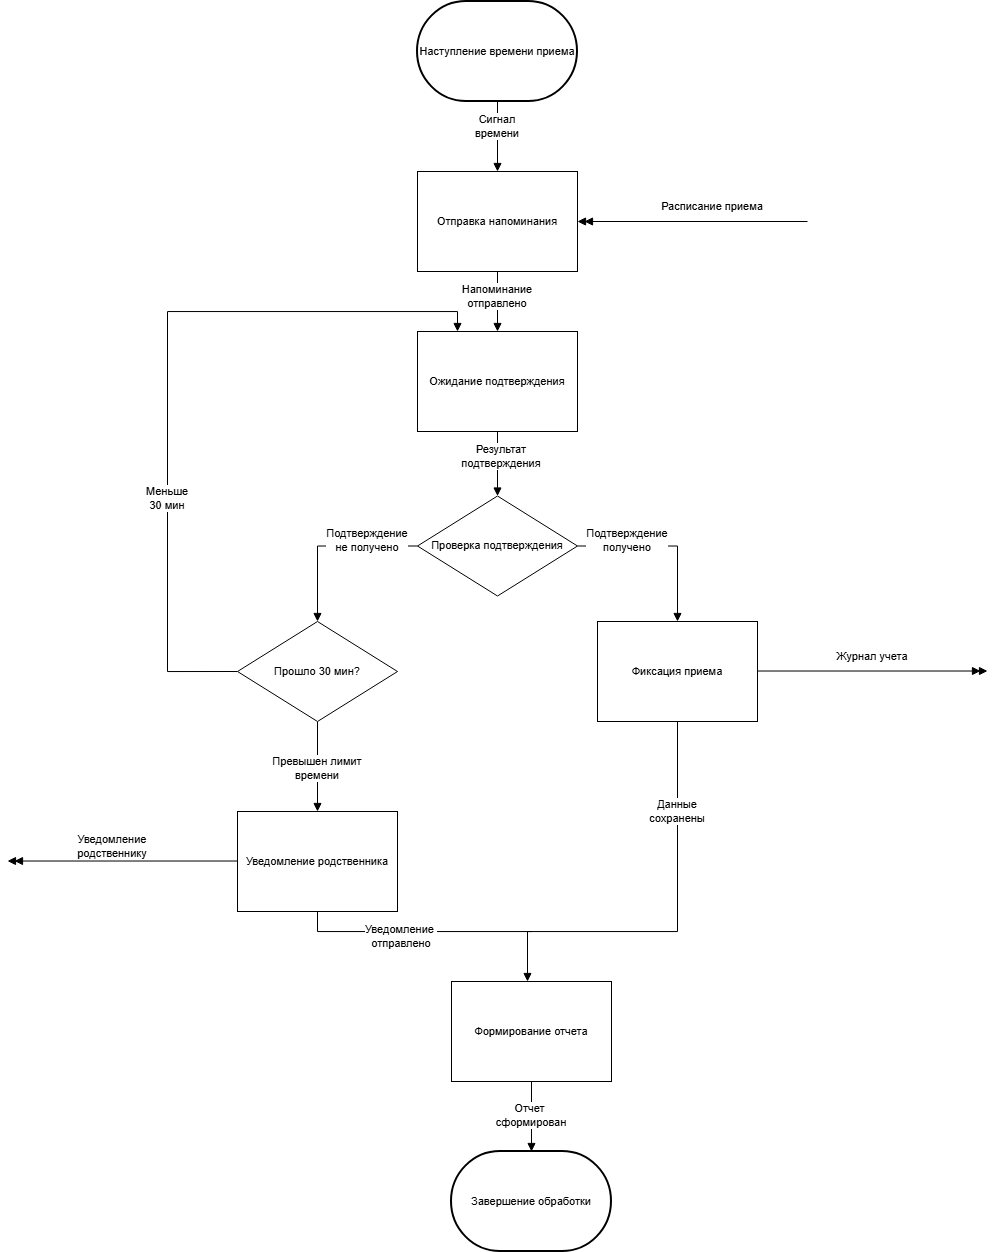 Наступление времени приема
Сигнал
времени
Расписание приема
Отправка напоминания
Напоминание
отправлено
Ожидание подтверждения
Результат
подтверждения
Меньше
30 мин
Подтверждение
не получено
Проверка подтверждения
Подтверждение
получено
Прошло 30 мин?
Фиксация приема
Журнал учета
Превышен лимит
времени
Данные
сохранены
Уведомление
родственнику
Уведомление родственника
Уведомление
отправлено
Формирование отчета
Отчет
сформирован
Завершение обработки